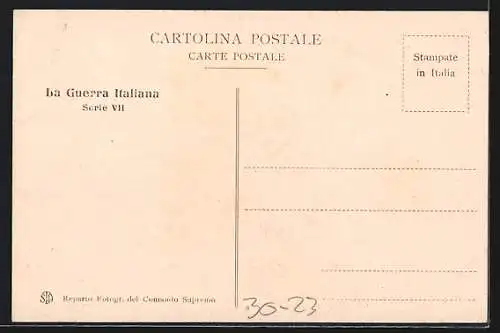 CARTOLINA POSTALE
CARTE POSTALE
Stampate
in Italia
La Guerra Italiana
Serie VII
Reparto Fotogr. del Comando Supremo
30-23